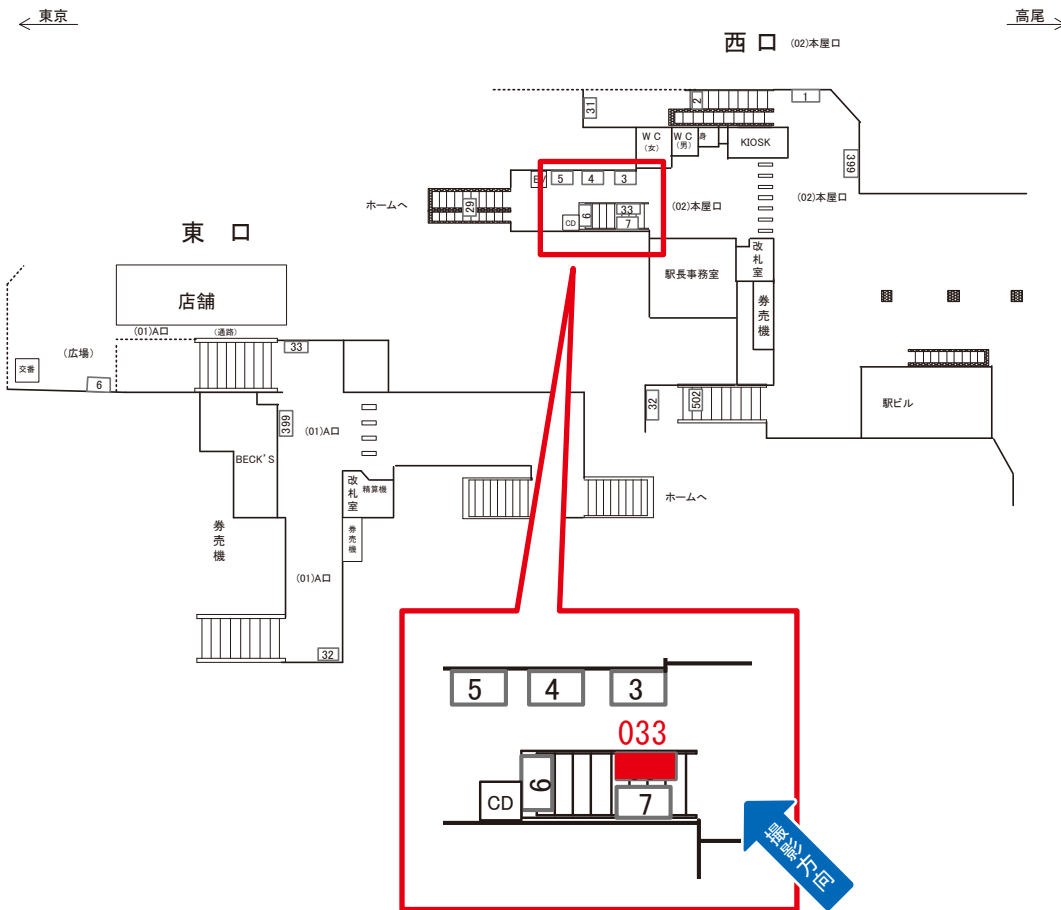 東京
高尾
西口 (02)本屋口
31
2
1
WC
(女)
WC
(男)
身
KIOSK
399
EV
5
4
3
(02)本屋口
(02)本屋口
ホームへ
29
CD
6
33
7
東 口
駅長事務室
改札室
券売機
店舗
(01)A口
(通路)
(広場)
33
交番
6
32
502
駅ビル
399
(01)A口
BECK'S
改札室
精算機
ホームへ
券売機
券売機
(01)A口
32
5
4
3
033
6
CD
7
撮影方向